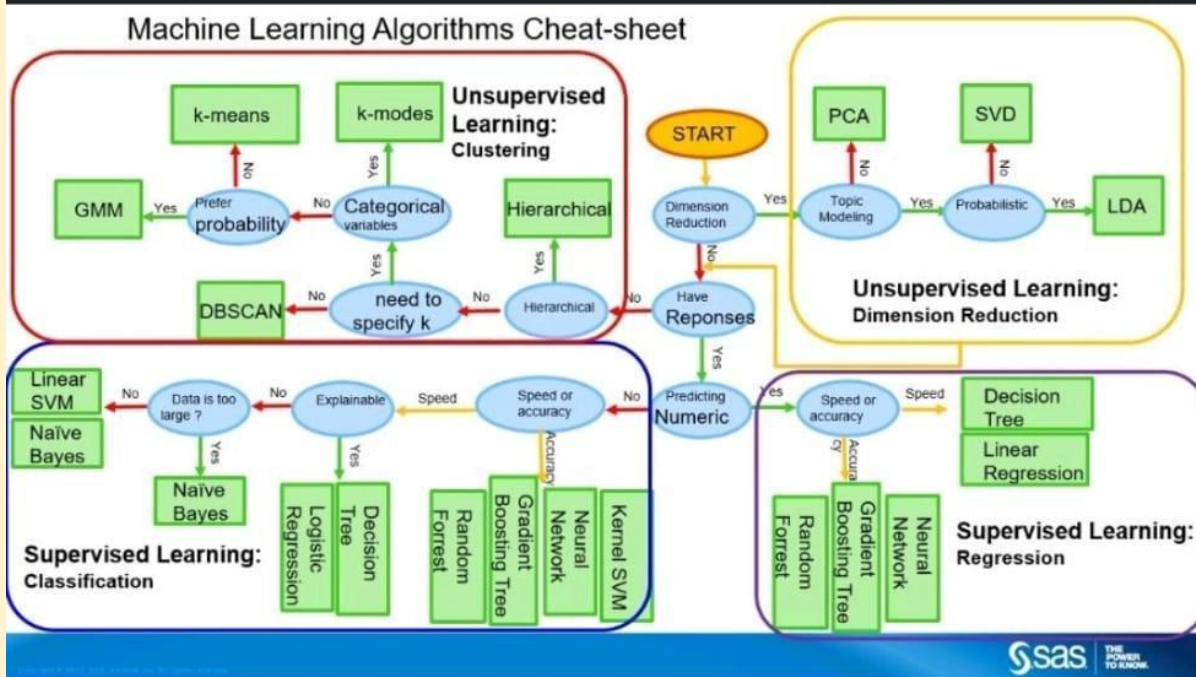 Machine Learning Algorithms Cheat-sheet
Unsupervised
Learning:
Clustering
k-means
k-modes
No
Yes
GMM
Yes
Prefer
probability
No
Categorical
variables
Hierarchical
Yes
Yes
DBSCAN
No
need to
specify k
No
Hierarchical
No
START
Dimension
Reduction
Yes
No
Have
Reponses
Yes
PCA
SVD
No
No
Topic
Modeling
Yes
Probabilistic
Yes
LDA
Unsupervised Learning:
Dimension Reduction
Linear
SVM
Naïve
Bayes
No
Data is too
large ?
No
Explainable
Speed
Speed or
accuracy
No
Predicting
Numeric
Yes
Speed or
accuracy
Speed
Decision
Tree
Linear
Regression
Yes
Naïve
Bayes
Yes
Logistic
Regression
Decision
Tree
Accuracy
Random
Forrest
Gradient
Boosting Tree
Neural
Network
Kernel SVM
Accura
cy
Random
Forrest
Gradient
Boosting Tree
Neural
Network
Supervised Learning:
Classification
Supervised Learning:
Regression
sas
THE
POWER
TO KNOW.